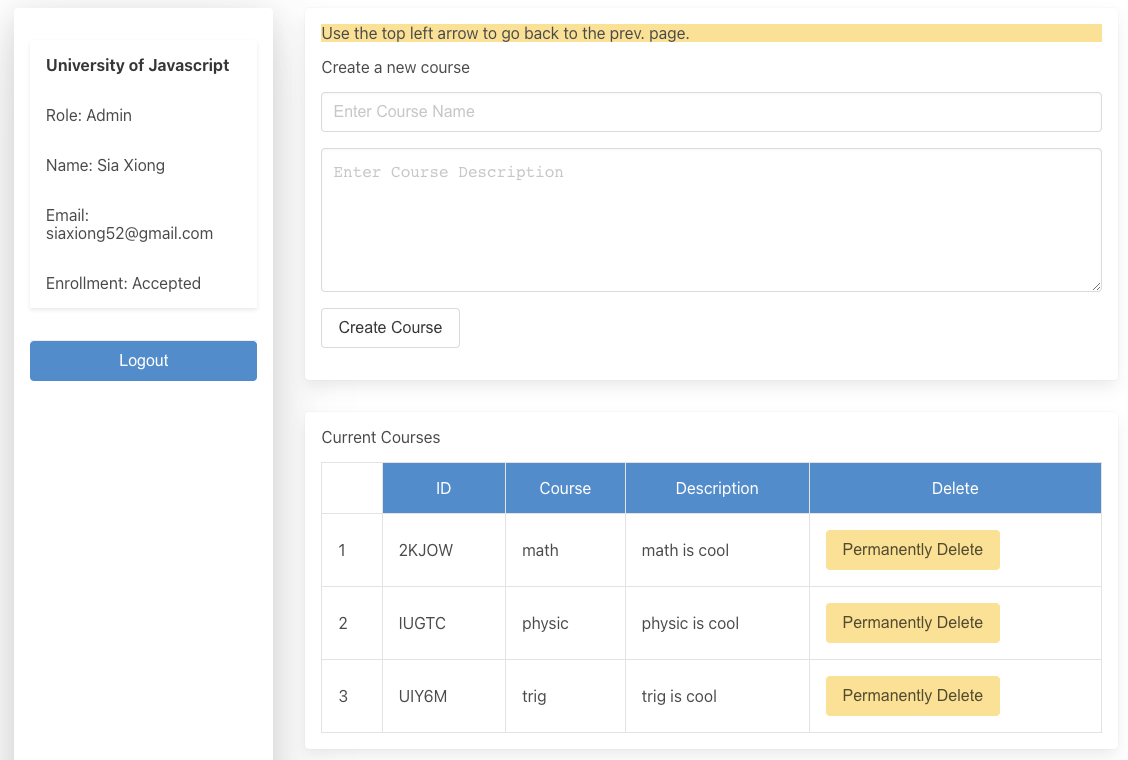 University of Javascript
Role: Admin
Name: Sia Xiong
Email:
siaxiong52@gmail.com
Enrollment: Accepted
Logout
Use the top left arrow to go back to the prev. page.
Create a new course
Enter Course Name
Enter Course Description
Create Course
Current Courses
ID Course Description Delete
1 2KJOW math math is cool Permanently Delete
2 IUGTC physic physic is cool Permanently Delete
3 UIY6M trig trig is cool Permanently Delete